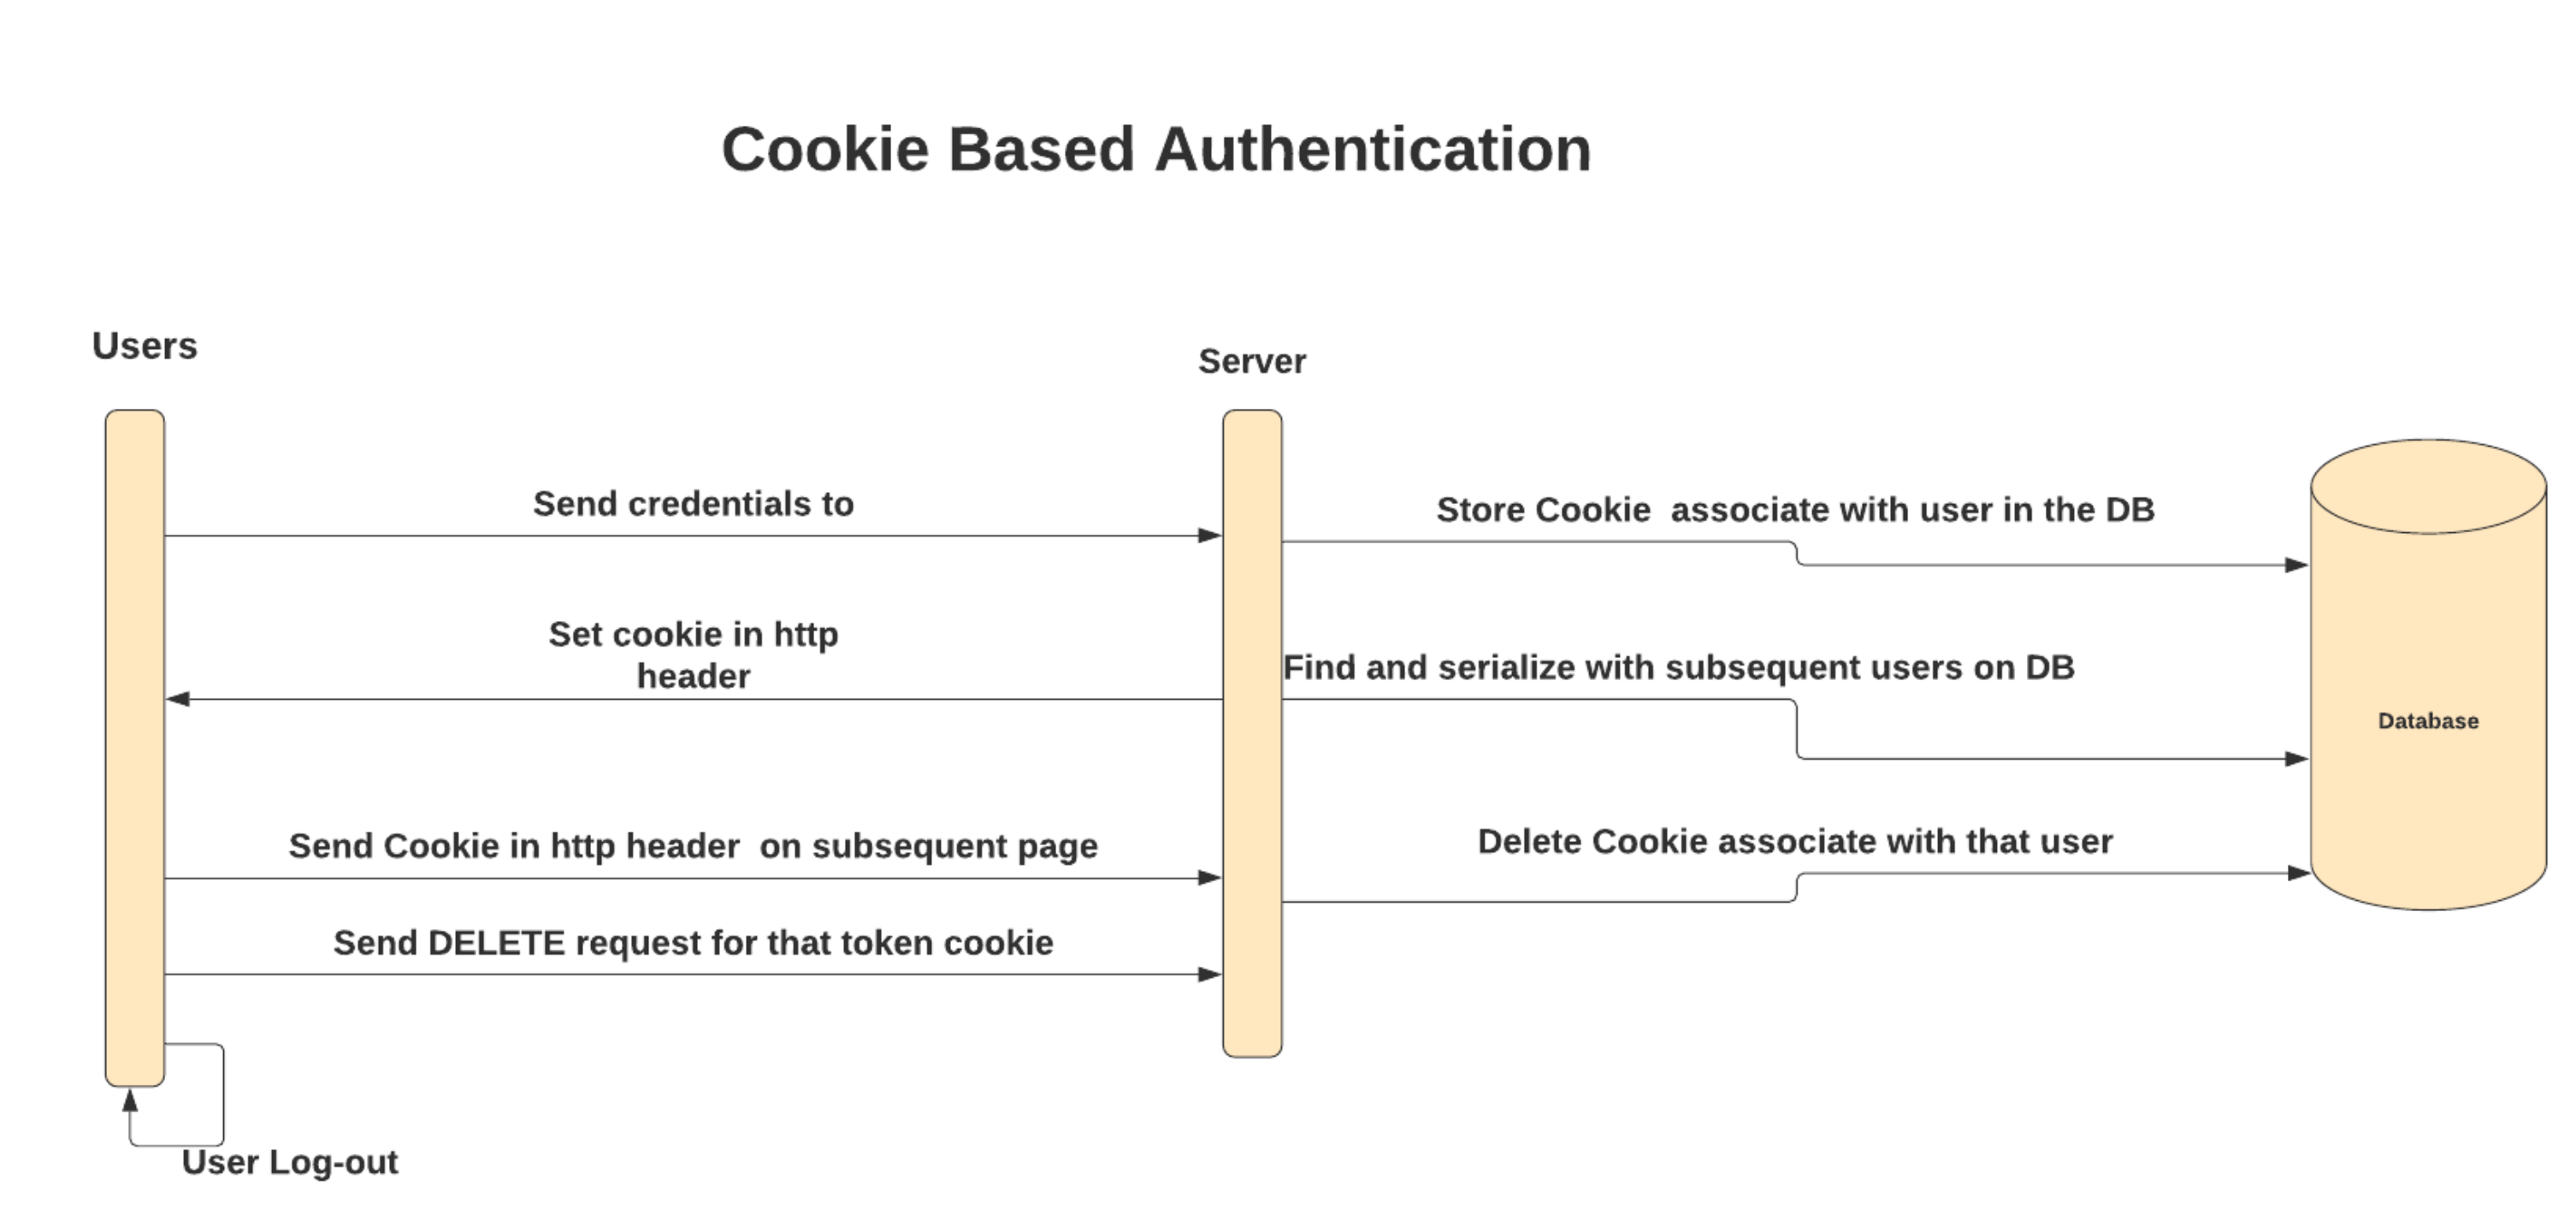 Cookie Based Authentication
Users
Server
Send credentials to
Store Cookie  associate with user in the DB
Set cookie in http
header
Find and serialize with subsequent users on DB
Database
Send Cookie in http header  on subsequent page
Delete Cookie associate with that user
Send DELETE request for that token cookie
User Log-out